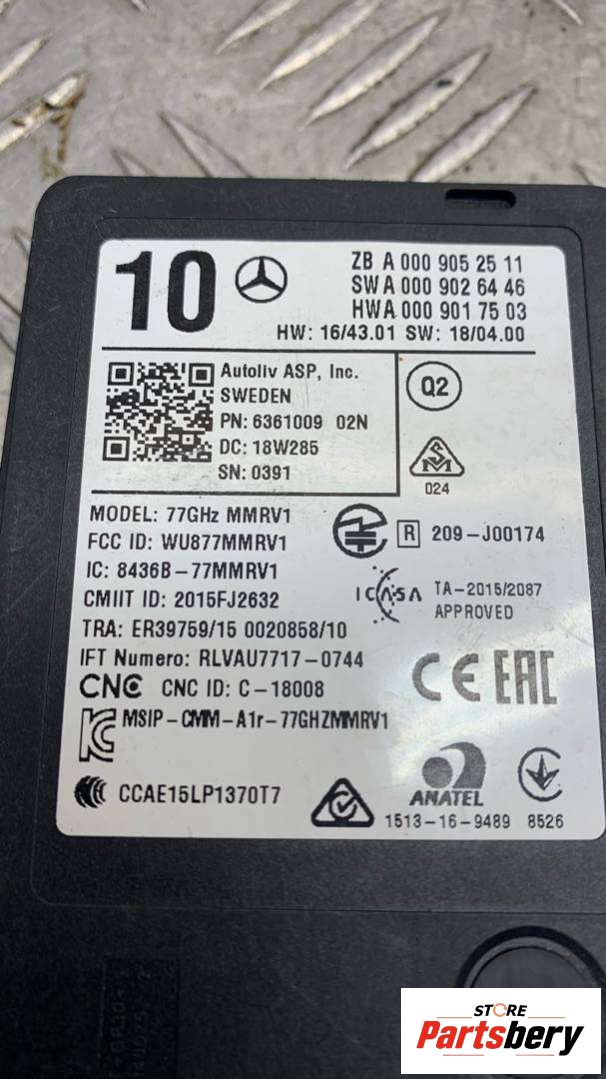 10
ZB A 000 905 25 11
SW A 000 902 64 46
HW A 000 901 75 03
HW: 16/43.01 SW: 18/04.00
Autoliv ASP, Inc.
SWEDEN
PN: 6361009 02N
DC: 18W285
SN: 0391
Q2
SM
024
MODEL: 77GHz MMRV1
FCC ID: WU877MMRV1
IC: 8436B-77MMRV1
CMIIT ID: 2015FJ2632
TRA: ER39759/15 0020858/10
IFT Numero: RLVAU7717-0744
R 209-J00174
ICASA TA-2015/2087
APPROVED
CNC CNC ID: C-18008
CE EAC
MSIP-CMM-A1r-77GHZMMRV1
CCAE15LP1370T7
ANATEL
1513-16-9489 8526
STORE
Partsbery